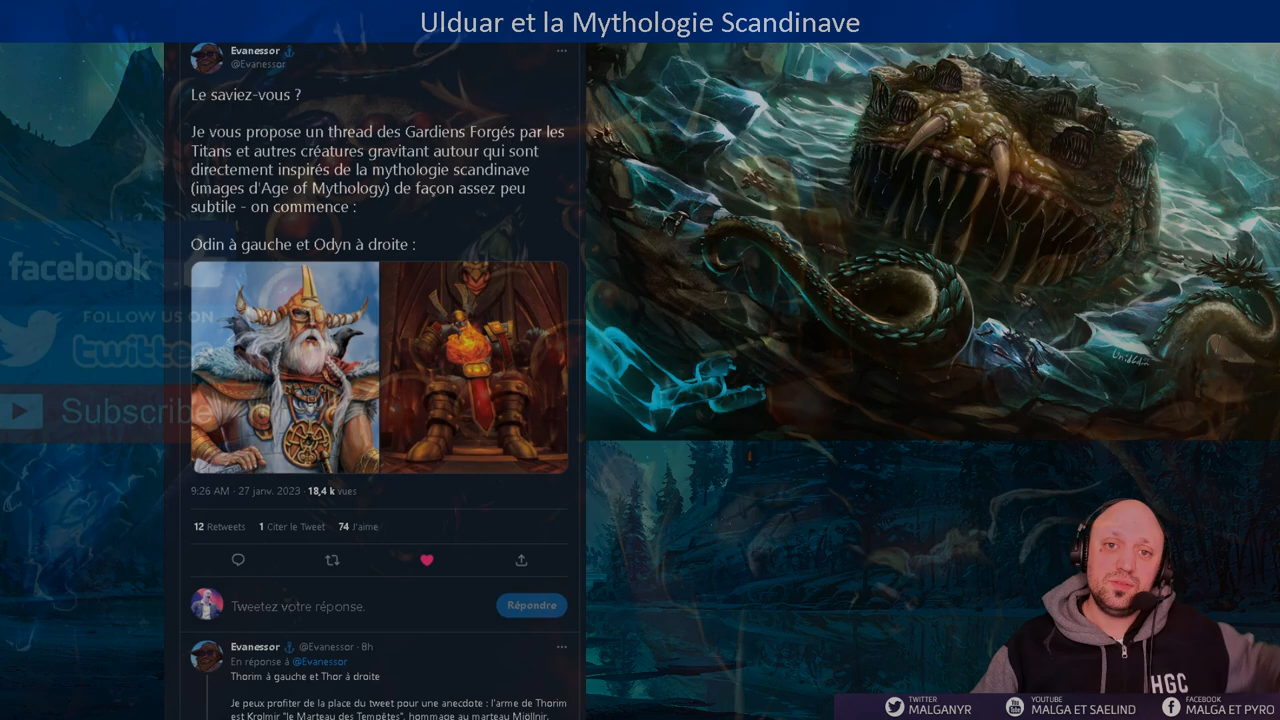 Ulduar et la Mythologie Scandinave
Evanessor
@Evanessor
Le saviez-vous ?
Je vous propose un thread des Gardiens Forgés par les
Titans et autres créatures gravitant autour qui sont
directement inspirés de la mythologie scandinave
(images d'Age of Mythology) de façon assez peu
subtile - on commence :
Odin à gauche et Odyn à droite :
9:26 AM · 27 janv. 2023 · 18,4 k vues
12 Retweets 1 Citer le Tweet 74 J'aime
Tweetez votre réponse.
Répondre
Evanessor @Evanessor · 8h
En réponse à @Evanessor
Thorim à gauche et Thor à droite
Je peux profiter de la place du tweet pour une anecdote : l'arme de Thorim
est Krolmir "le Marteau des Tempêtes", hommage au marteau Mjollnir.
facebook
FOLLOW US ON
twitter
Subscribe
HGC
TWITTER
MALGANYR
YOUTUBE
MALGA ET SAELIND
FACEBOOK
MALGA ET PYRO